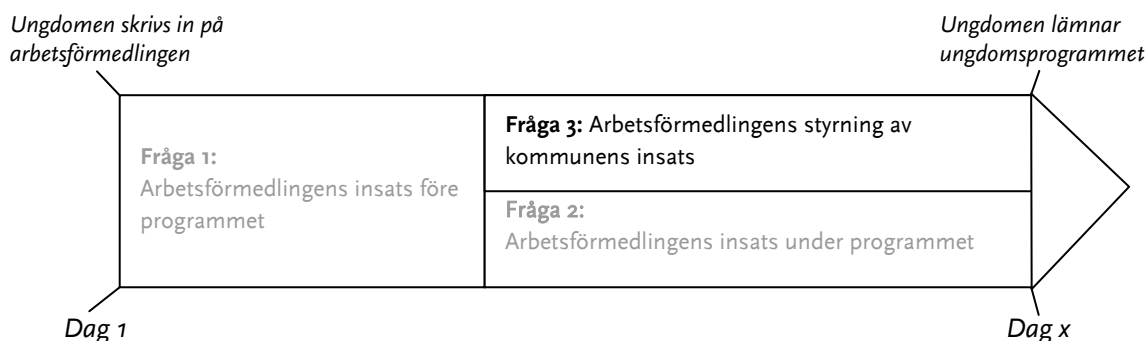 Ungdomen skrivs in på
arbetsförmedlingen
Ungdomen lämnar
ungdomsprogrammet
Fråga 1:
Arbetsförmedlingens insats före
programmet
Fråga 3: Arbetsförmedlingens styrning av
kommunens insats
Fråga 2:
Arbetsförmedlingens insats under programmet
Dag 1
Dag x